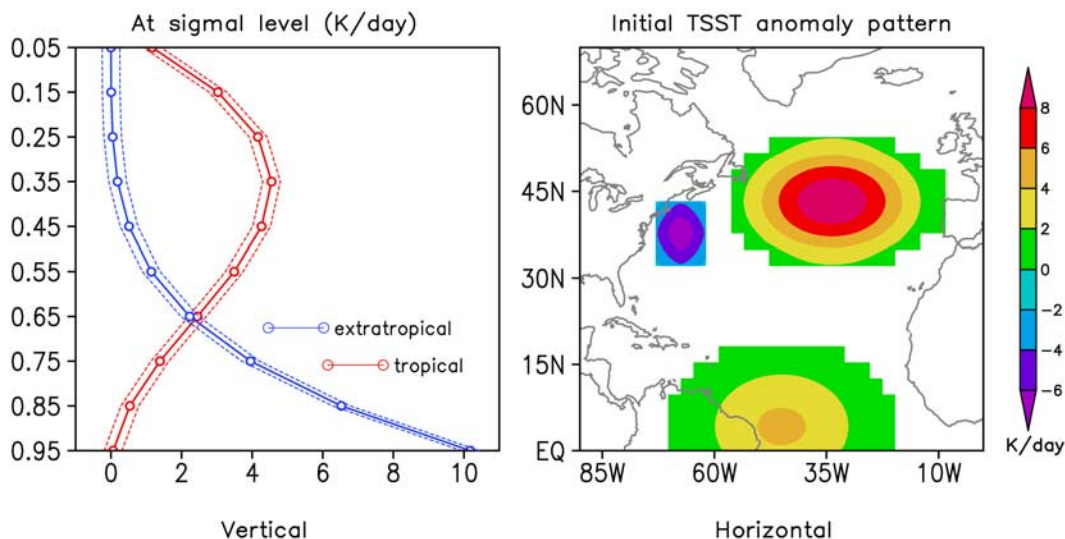 At sigmal level (K/day)
0.05
0.15
0.25
0.35
0.45
0.55
0.65
0.75
0.85
0.95
extratropical
tropical
0 2 4 6 8 10
Vertical
Initial TSST anomaly pattern
60N
45N
30N
15N
EQ
85W 60W 35W 10W
Horizontal
8
6
4
2
0
-2
-4
-6
K/day